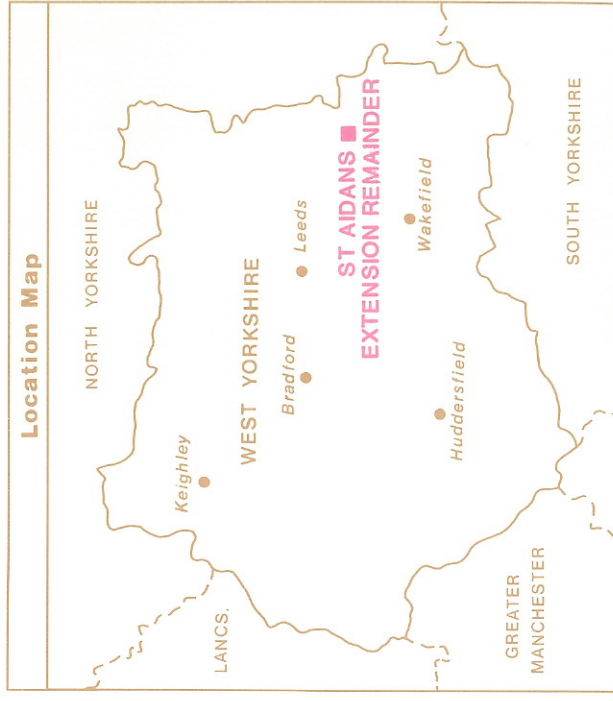 Location Map
NORTH YORKSHIRE
Keighley
WEST YORKSHIRE
Bradford
Leeds
LANCS.
ST AIDANS
EXTENSION REMAINDER
Huddersfield
Wakefield
GREATER
MANCHESTER
SOUTH YORKSHIRE